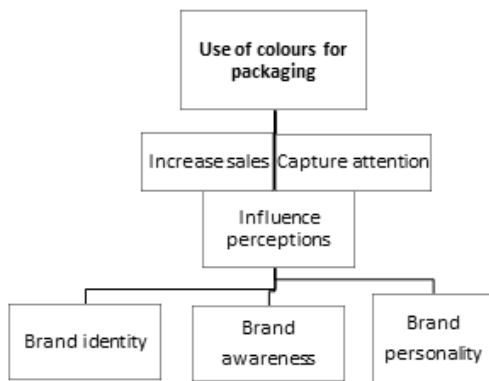 Use of colours for
packaging
Increase sales
Capture attention
Influence
perceptions
Brand identity
Brand
awareness
Brand
personality